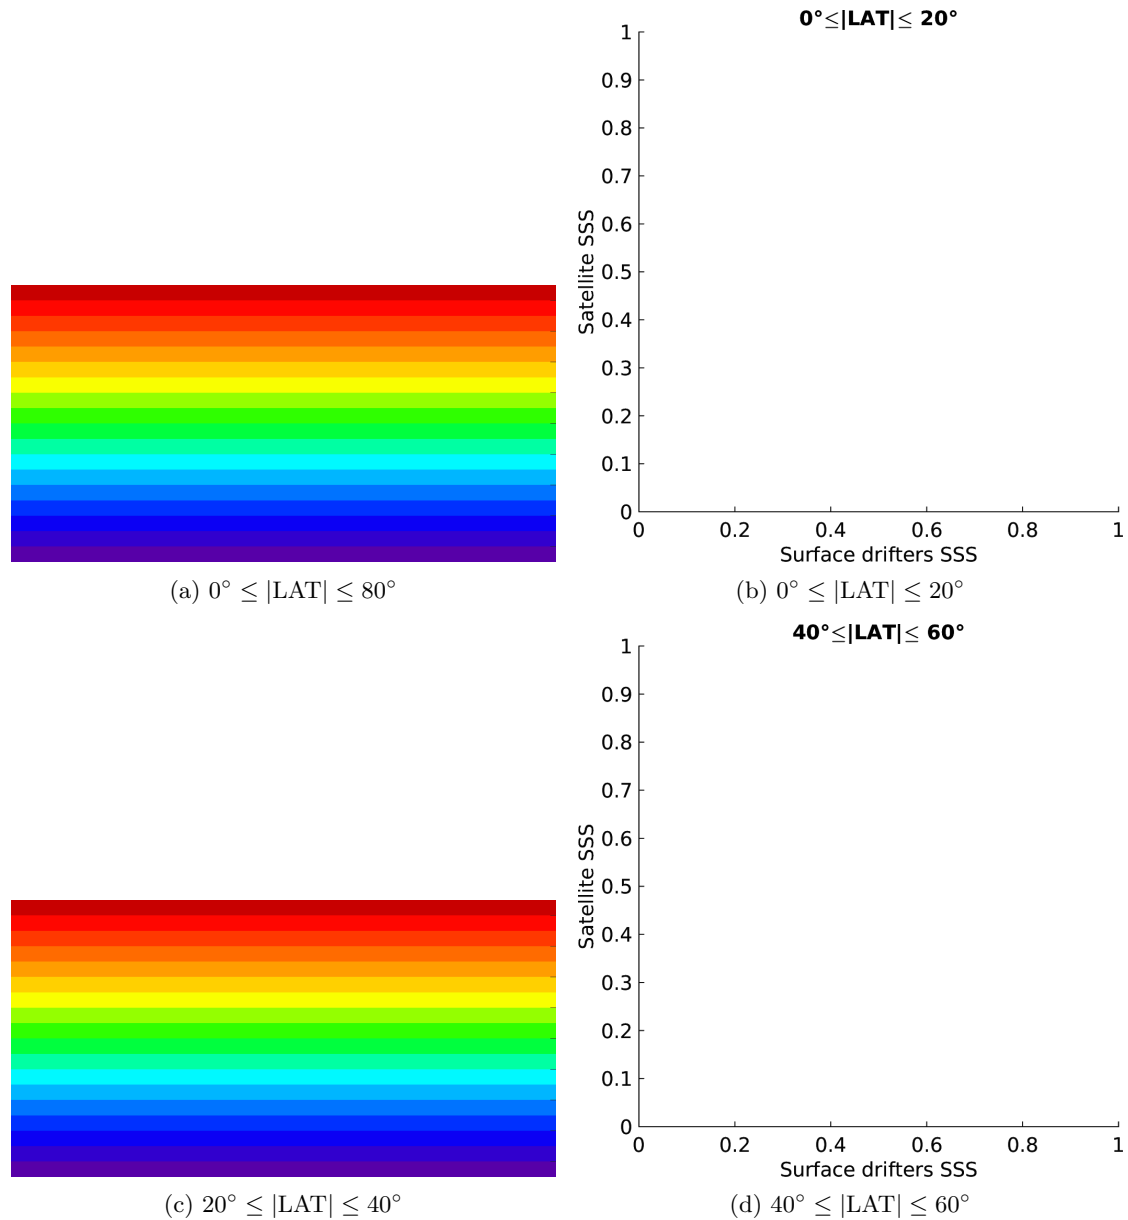 0°≤|LAT|≤ 20°
1
0.9
0.8
0.7
0.6
0.5
0.4
0.3
0.2
0.1
0
Satellite SSS
0 0.2 0.4 0.6 0.8 1
Surface drifters SSS
(a) 0° ≤ |LAT| ≤ 80°
(b) 0° ≤ |LAT| ≤ 20°
40°≤|LAT|≤ 60°
1
0.9
0.8
0.7
0.6
0.5
0.4
0.3
0.2
0.1
0
Satellite SSS
0 0.2 0.4 0.6 0.8 1
Surface drifters SSS
(c) 20° ≤ |LAT| ≤ 40°
(d) 40° ≤ |LAT| ≤ 60°